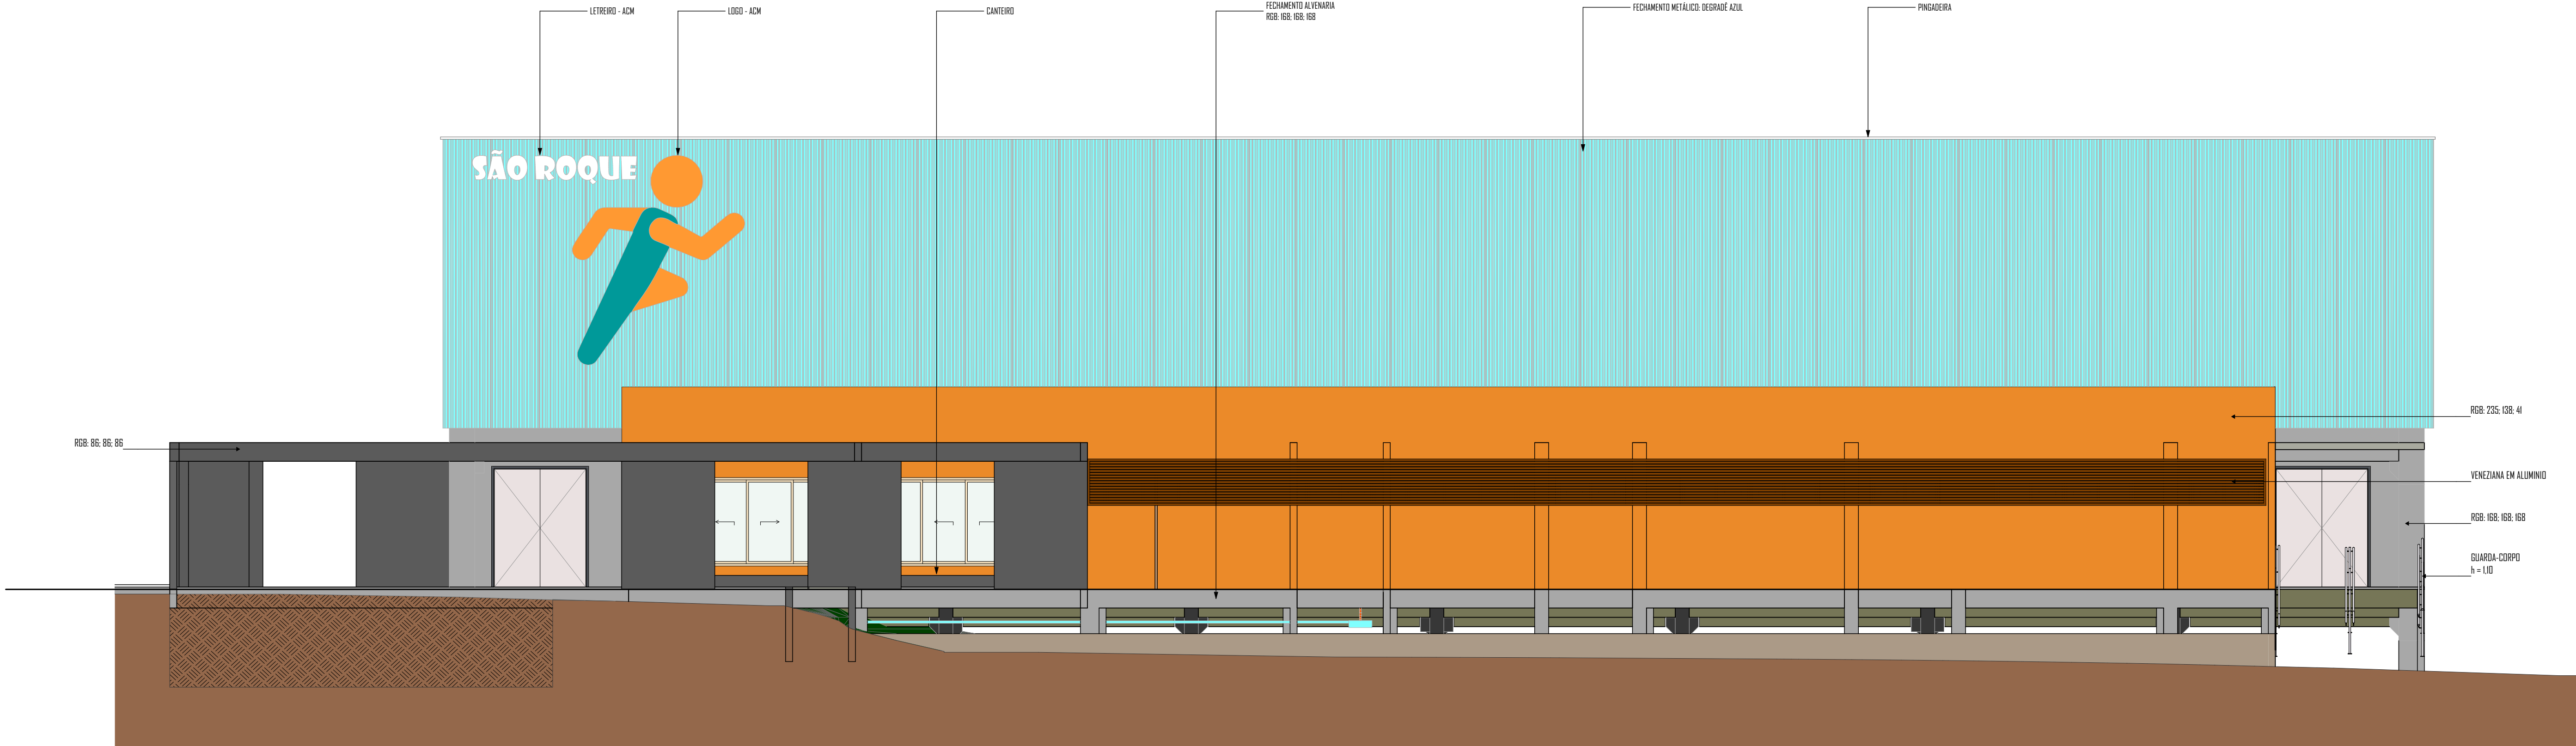 LETREIRO - ACM
LOGO - ACM
CANTEIRO
FECHAMENTO ALVENARIA
RGB: 168; 168; 168
FECHAMENTO METÁLICO: DEGRADÊ AZUL
PINGADEIRA
SÃO ROQUE
RGB: 235; 138; 41
RGB: 86; 86; 86
VENEZIANA EM ALUMINIO
RGB: 168; 168; 168
GUARDA-CORPO
h = 1,10